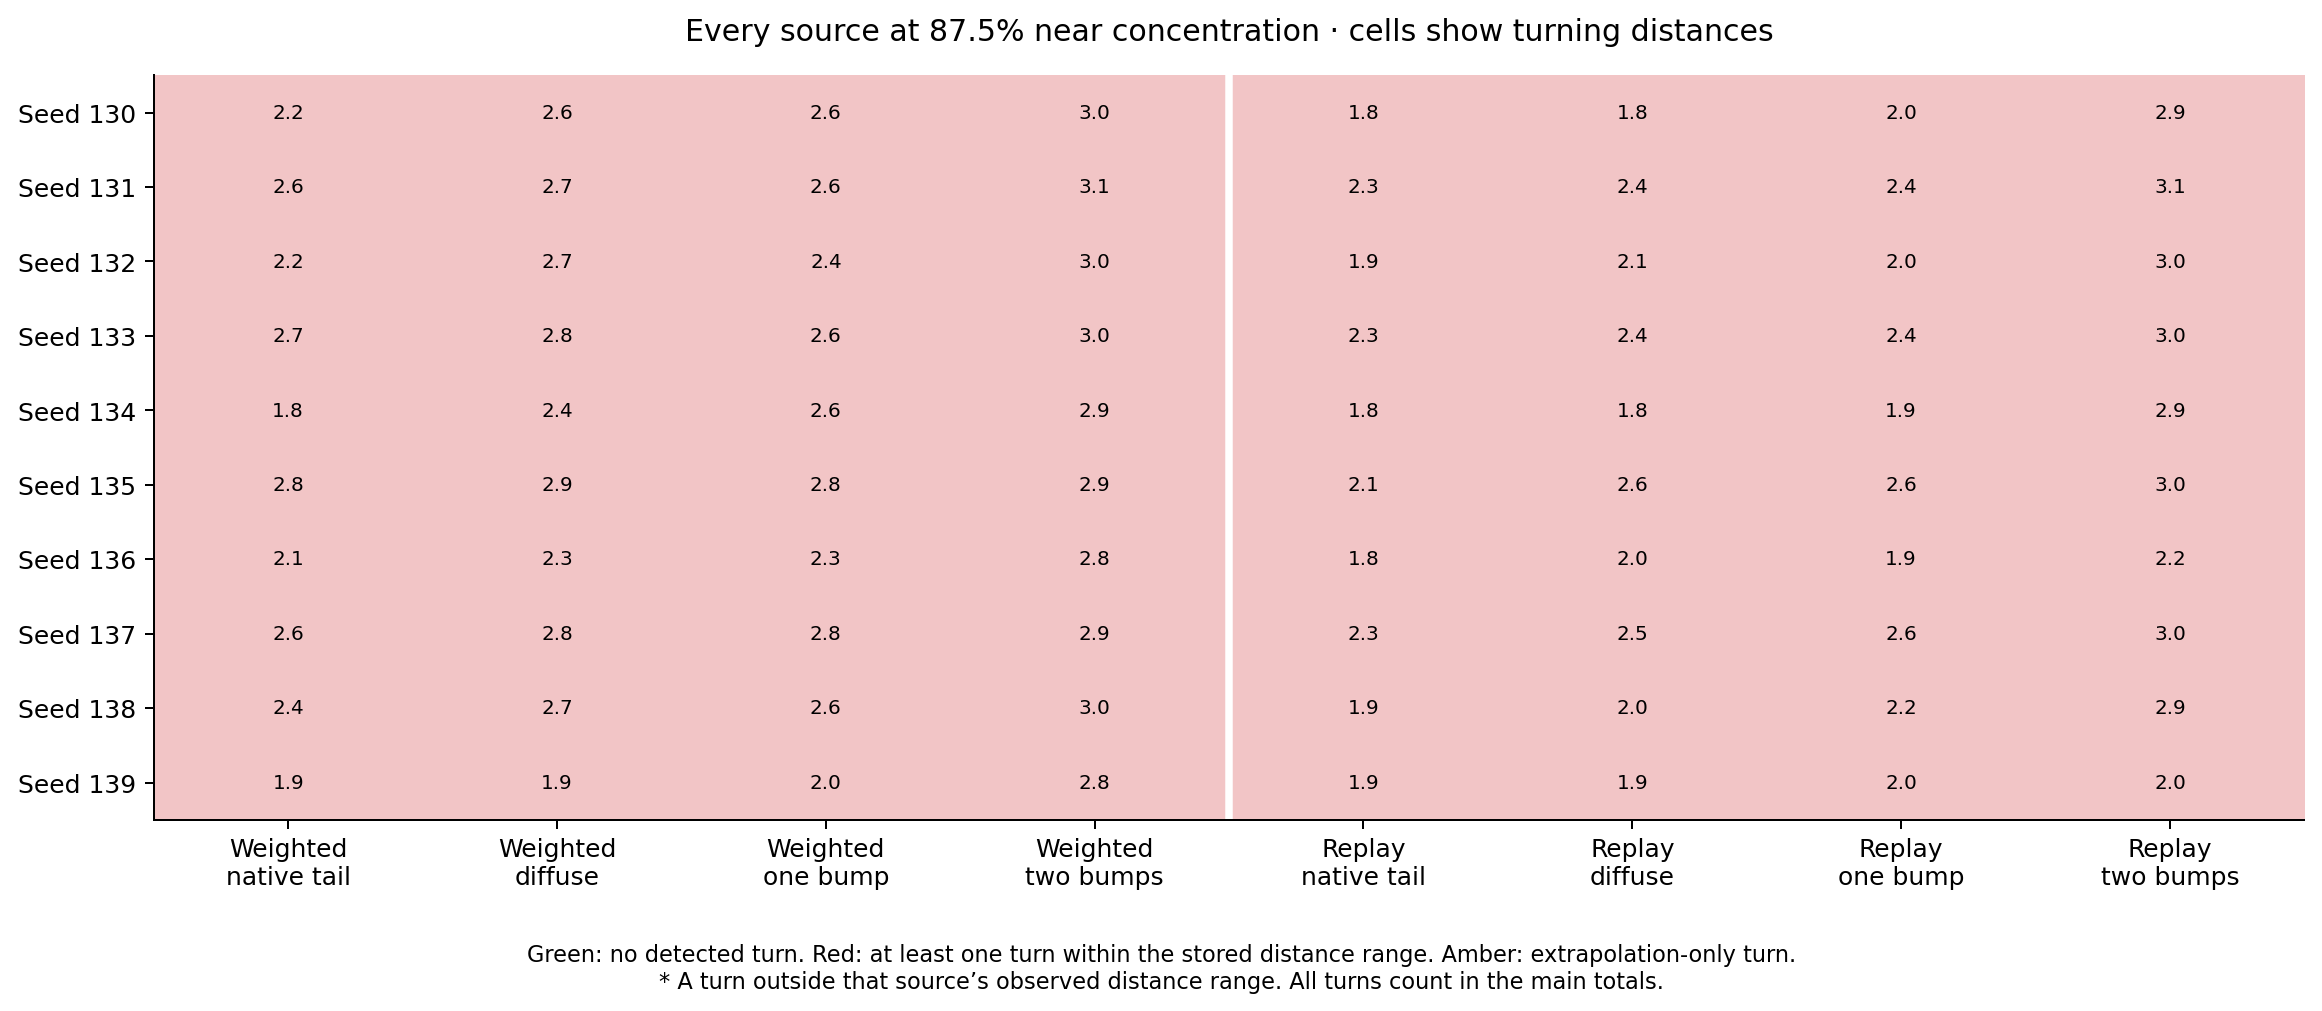 Every source at 87.5% near concentration · cells show turning distances
Seed 130 2.2 2.6 2.6 3.0 1.8 1.8 2.0 2.9
Seed 131 2.6 2.7 2.6 3.1 2.3 2.4 2.4 3.1
Seed 132 2.2 2.7 2.4 3.0 1.9 2.1 2.0 3.0
Seed 133 2.7 2.8 2.6 3.0 2.3 2.4 2.4 3.0
Seed 134 1.8 2.4 2.6 2.9 1.8 1.8 1.9 2.9
Seed 135 2.8 2.9 2.8 2.9 2.1 2.6 2.6 3.0
Seed 136 2.1 2.3 2.3 2.8 1.8 2.0 1.9 2.2
Seed 137 2.6 2.8 2.8 2.9 2.3 2.5 2.6 3.0
Seed 138 2.4 2.7 2.6 3.0 1.9 2.0 2.2 2.9
Seed 139 1.9 1.9 2.0 2.8 1.9 1.9 2.0 2.0
Weighted Weighted Weighted Weighted Replay Replay Replay Replay
native tail diffuse one bump two bumps native tail diffuse one bump two bumps
Green: no detected turn. Red: at least one turn within the stored distance range. Amber: extrapolation-only turn.
* A turn outside that source’s observed distance range. All turns count in the main totals.